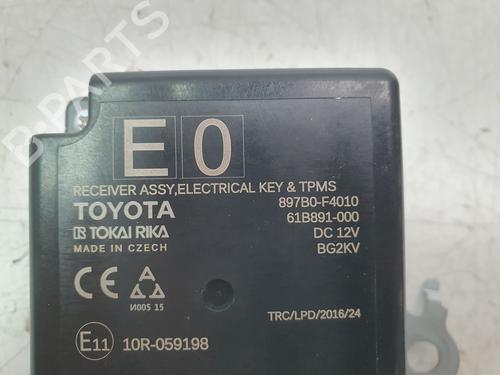 B-PARTS
E 0
RECEIVER ASSY,ELECTRICAL KEY & TPMS
TOYOTA 897B0-F4010
TOKAI RIKA 61B891-000
MADE IN CZECH DC 12V
BG2KV
CE
И005 15
TRC/LPD/2016/24
E11 10R-059198